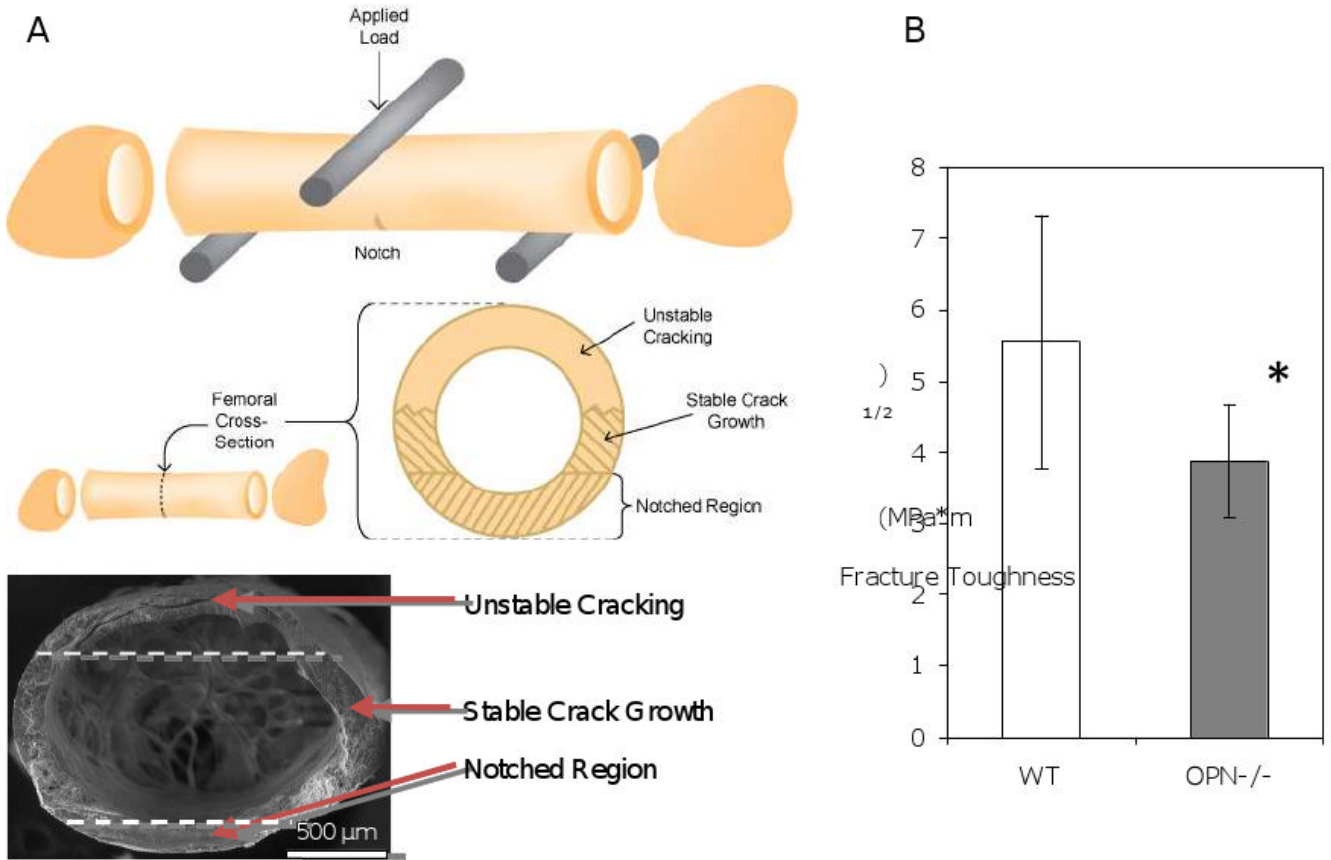 A
Applied
Load
Notch
Unstable
Cracking
Femoral
Cross-
Section
Stable Crack
Growth
Notched Region
Unstable Cracking
Stable Crack Growth
Notched Region
500 µm
B
8
7
6
5
4
3
2
1
0
)
1/2
(MPa*m
Fracture Toughness
*
WT
OPN-/-